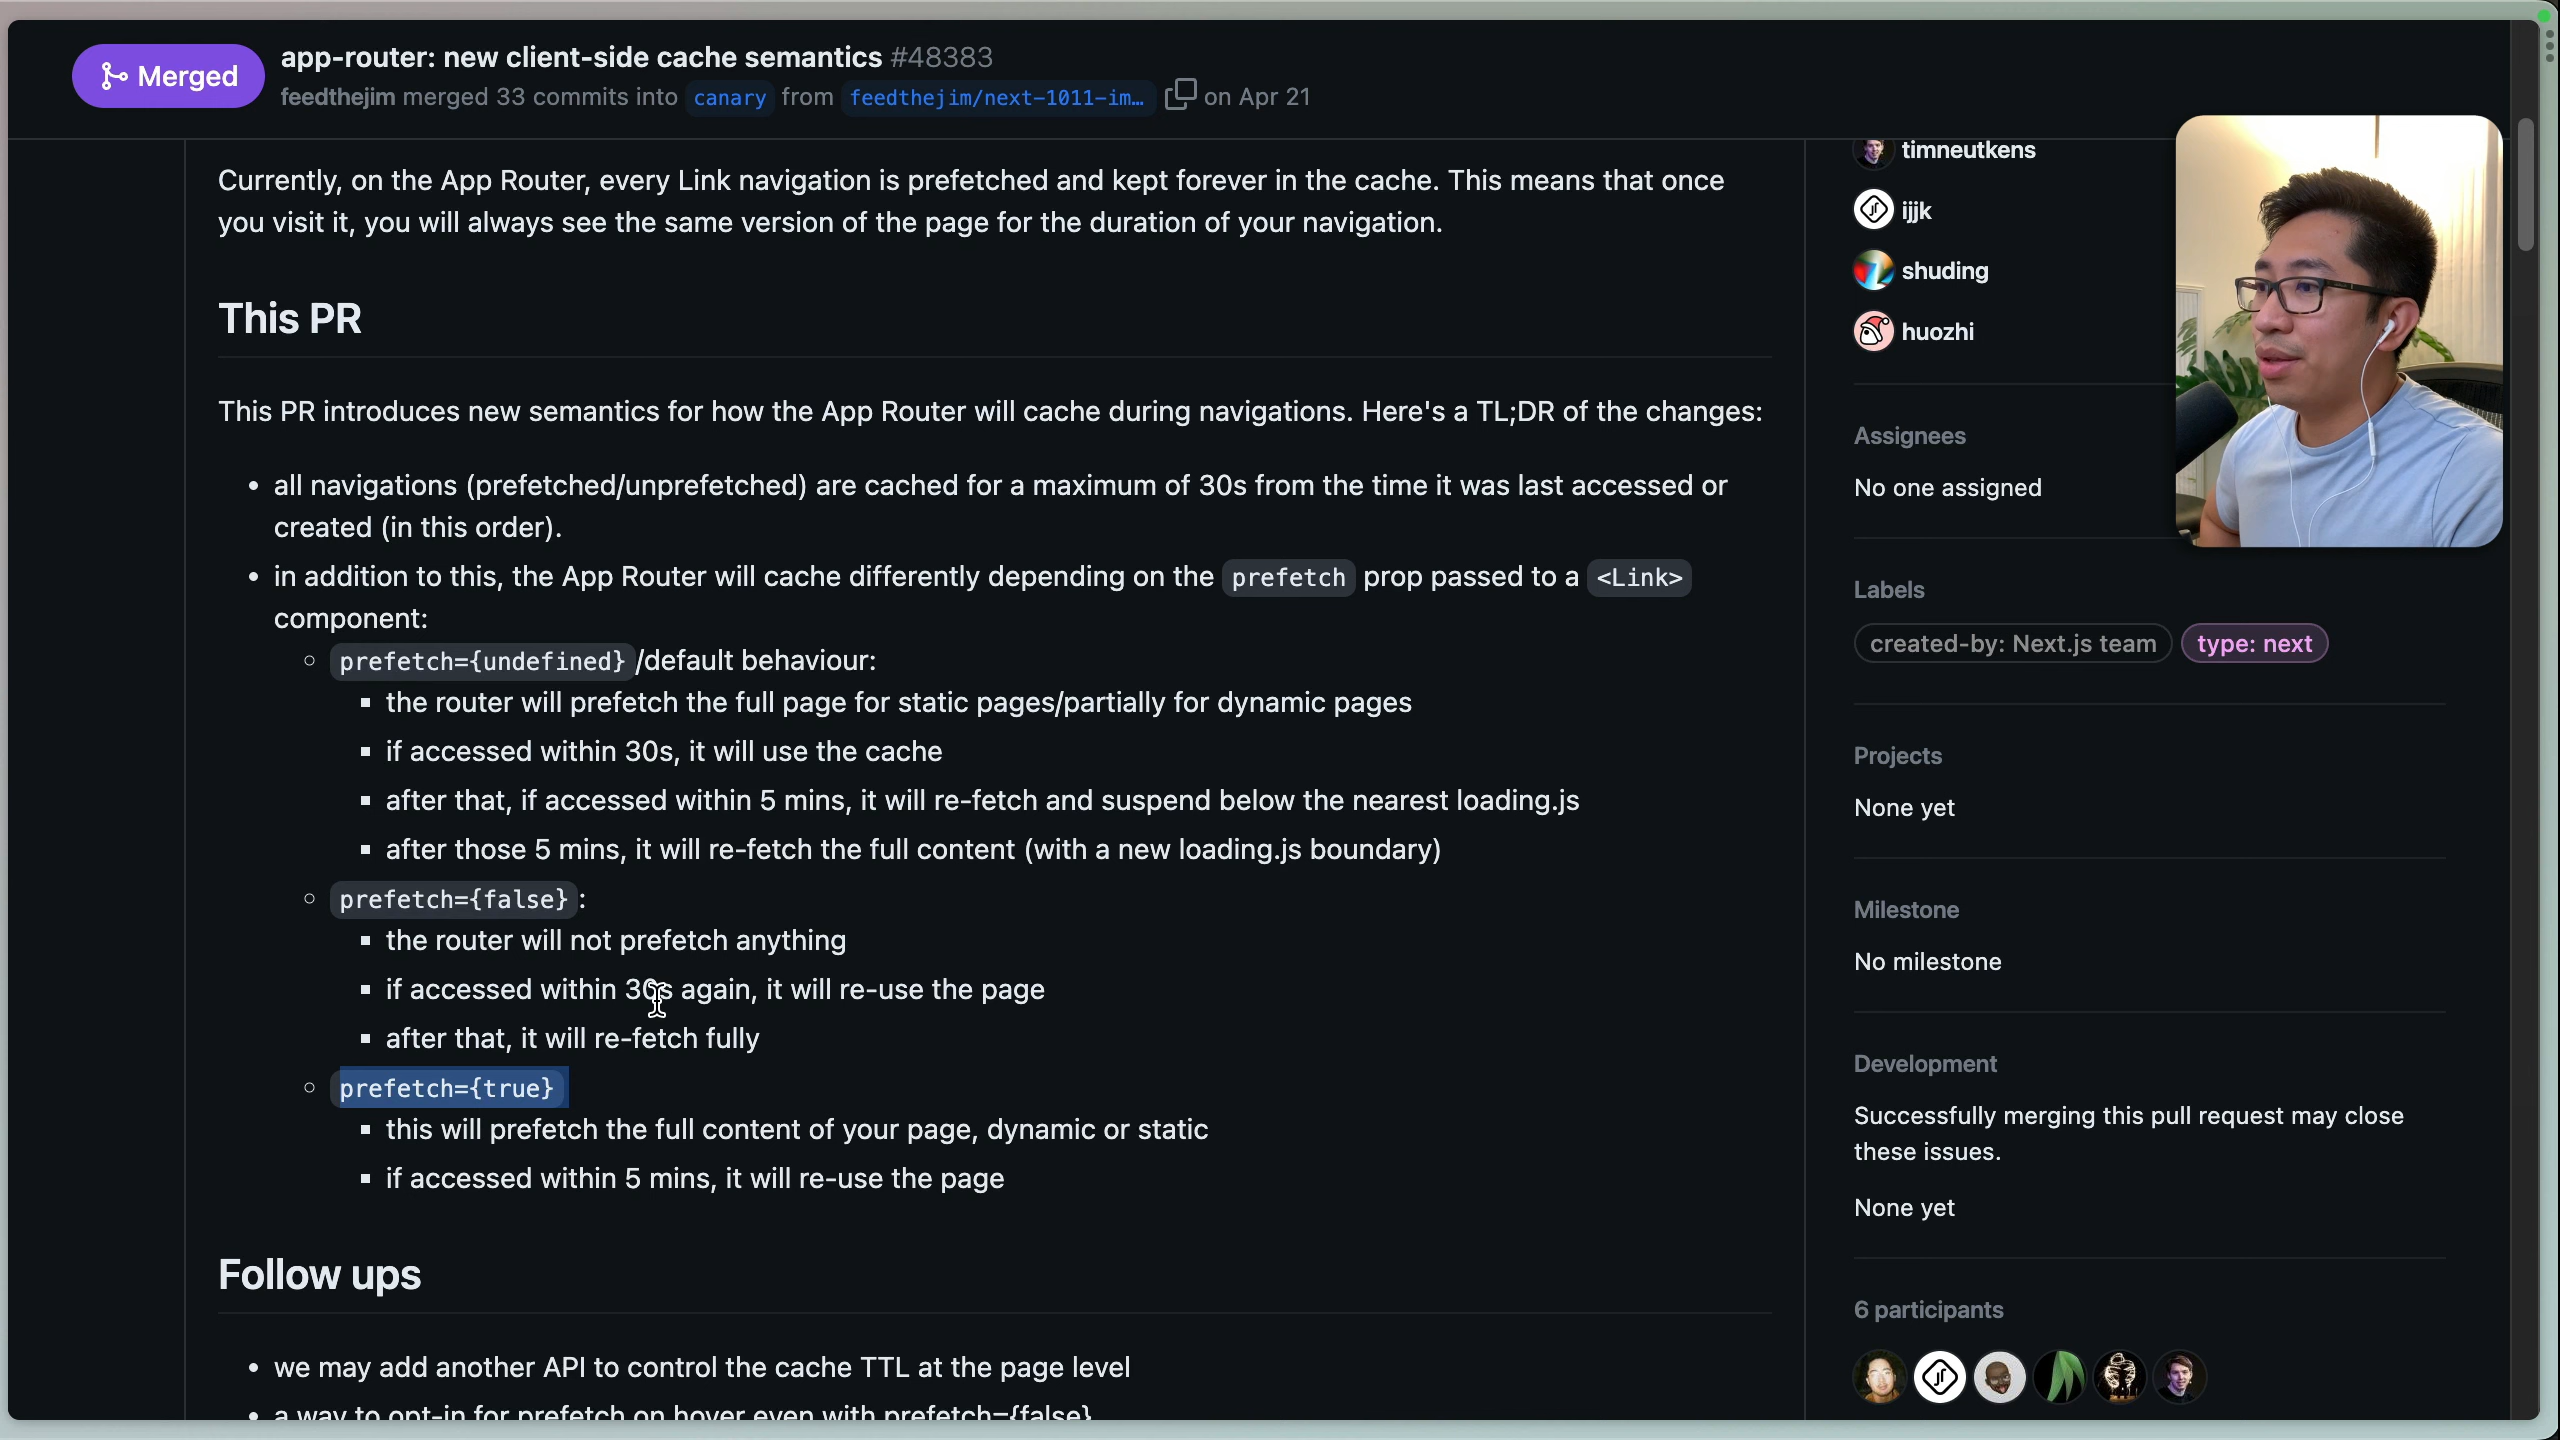 Merged
app-router: new client-side cache semantics #48383
feedthejim merged 33 commits into canary from feedthejim/next-1011-im… on Apr 21
Currently, on the App Router, every Link navigation is prefetched and kept forever in the cache. This means that once
you visit it, you will always see the same version of the page for the duration of your navigation.
This PR
This PR introduces new semantics for how the App Router will cache during navigations. Here's a TL;DR of the changes:
• all navigations (prefetched/unprefetched) are cached for a maximum of 30s from the time it was last accessed or
created (in this order).
• in addition to this, the App Router will cache differently depending on the prefetch prop passed to a <Link>
component:
◦ prefetch={undefined}/default behaviour:
▪ the router will prefetch the full page for static pages/partially for dynamic pages
▪ if accessed within 30s, it will use the cache
▪ after that, if accessed within 5 mins, it will re-fetch and suspend below the nearest loading.js
▪ after those 5 mins, it will re-fetch the full content (with a new loading.js boundary)
◦ prefetch={false}:
▪ the router will not prefetch anything
▪ if accessed within 30s again, it will re-use the page
▪ after that, it will re-fetch fully
◦ prefetch={true}
▪ this will prefetch the full content of your page, dynamic or static
▪ if accessed within 5 mins, it will re-use the page
Follow ups
• we may add another API to control the cache TTL at the page level
• a way to opt-in for prefetch on hover even with prefetch={false}
timneutkens
ijjk
shuding
huozhi
Assignees
No one assigned
Labels
created-by: Next.js team type: next
Projects
None yet
Milestone
No milestone
Development
Successfully merging this pull request may close
these issues.
None yet
6 participants